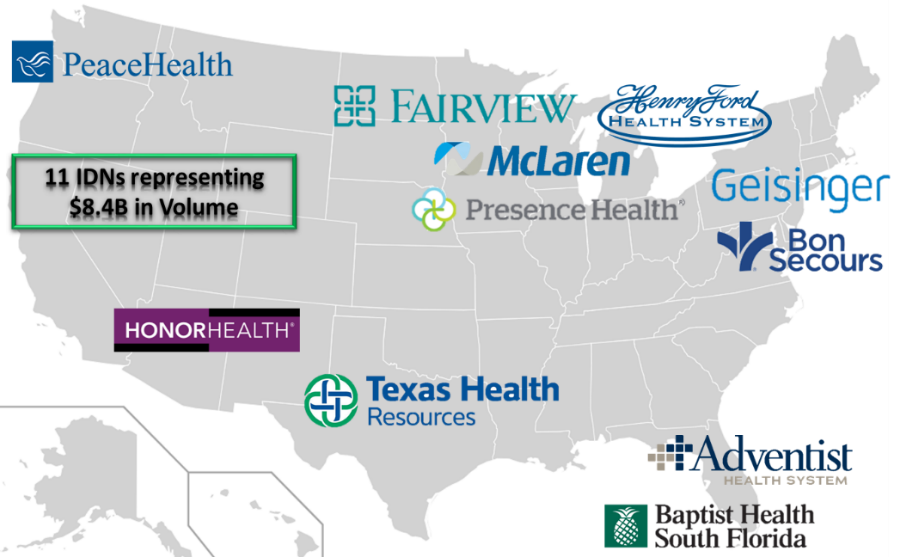 PeaceHealth
FAIRVIEW
Henry Ford
HEALTH SYSTEM
McLaren
11 IDNs representing
$8.4B in Volume
Presence Health
Geisinger
Bon
Secours
HONORHEALTH®
Texas Health
Resources
Adventist
HEALTH SYSTEM
Baptist Health
South Florida